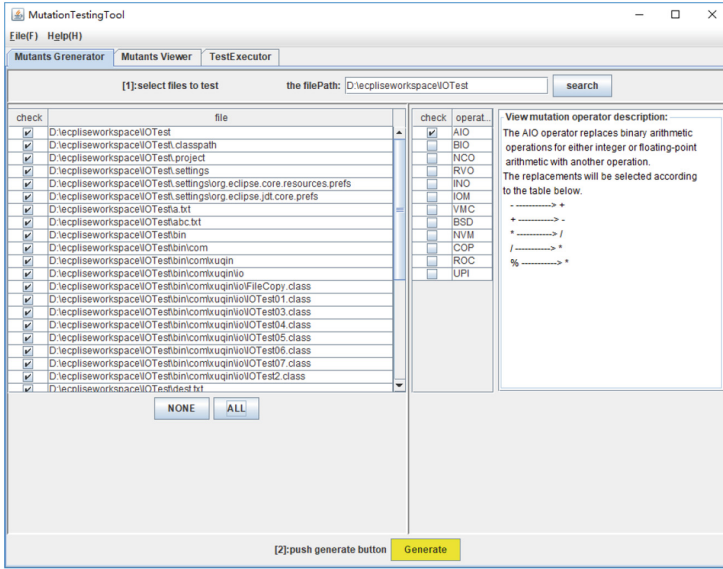 MutationTestingTool
File(F) Help(H)
Mutants Grenerator Mutants Viewer TestExecutor
[1]:select files to test the filePath: D:\ecpliseworkspace\IOTest search
check file
D:\ecpliseworkspace\IOTest
D:\ecpliseworkspace\IOTest\.classpath
D:\ecpliseworkspace\IOTest\.project
D:\ecpliseworkspace\IOTest\.settings
D:\ecpliseworkspace\IOTest\.settings\org.eclipse.core.resources.prefs
D:\ecpliseworkspace\IOTest\.settings\org.eclipse.jdt.core.prefs
D:\ecpliseworkspace\IOTest\a.txt
D:\ecpliseworkspace\IOTest\abc.txt
D:\ecpliseworkspace\IOTest\bin
D:\ecpliseworkspace\IOTest\bin\com
D:\ecpliseworkspace\IOTest\bin\com\xuqin
D:\ecpliseworkspace\IOTest\bin\com\xuqin\io
D:\ecpliseworkspace\IOTest\bin\com\xuqin\io\FileCopy.class
D:\ecpliseworkspace\IOTest\bin\com\xuqin\io\IOTest01.class
D:\ecpliseworkspace\IOTest\bin\com\xuqin\io\IOTest03.class
D:\ecpliseworkspace\IOTest\bin\com\xuqin\io\IOTest04.class
D:\ecpliseworkspace\IOTest\bin\com\xuqin\io\IOTest05.class
D:\ecpliseworkspace\IOTest\bin\com\xuqin\io\IOTest06.class
D:\ecpliseworkspace\IOTest\bin\com\xuqin\io\IOTest07.class
D:\ecpliseworkspace\IOTest\bin\com\xuqin\io\IOTest2.class
D:\ecpliseworkspace\IOTest\dest.txt
NONE ALL
check operat...
AIO
BIO
NCO
RVO
INO
IOM
VMC
BSD
NVM
COP
ROC
UPI
View mutation operator description:
The AIO operator replaces binary arithmetic
operations for either integer or floating-point
arithmetic with another operation.
The replacements will be selected according
to the table below.
- -----------> +
+ -----------> -
* -----------> /
/ -----------> *
% -----------> *
[2]:push generate button Generate